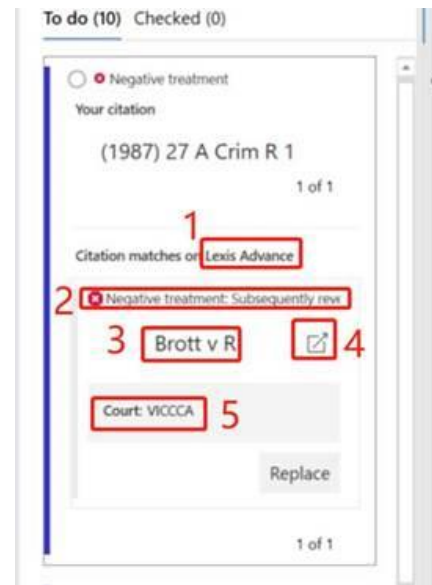 To do (10) Checked (0)
Negative treatment
Your citation
(1987) 27 A Crim R 1
1 of 1
1
Citation matches on Lexis Advance
2 Negative treatment: Subsequently
3 Brott v R 4
Court: VICCCA 5
Replace
1 of 1